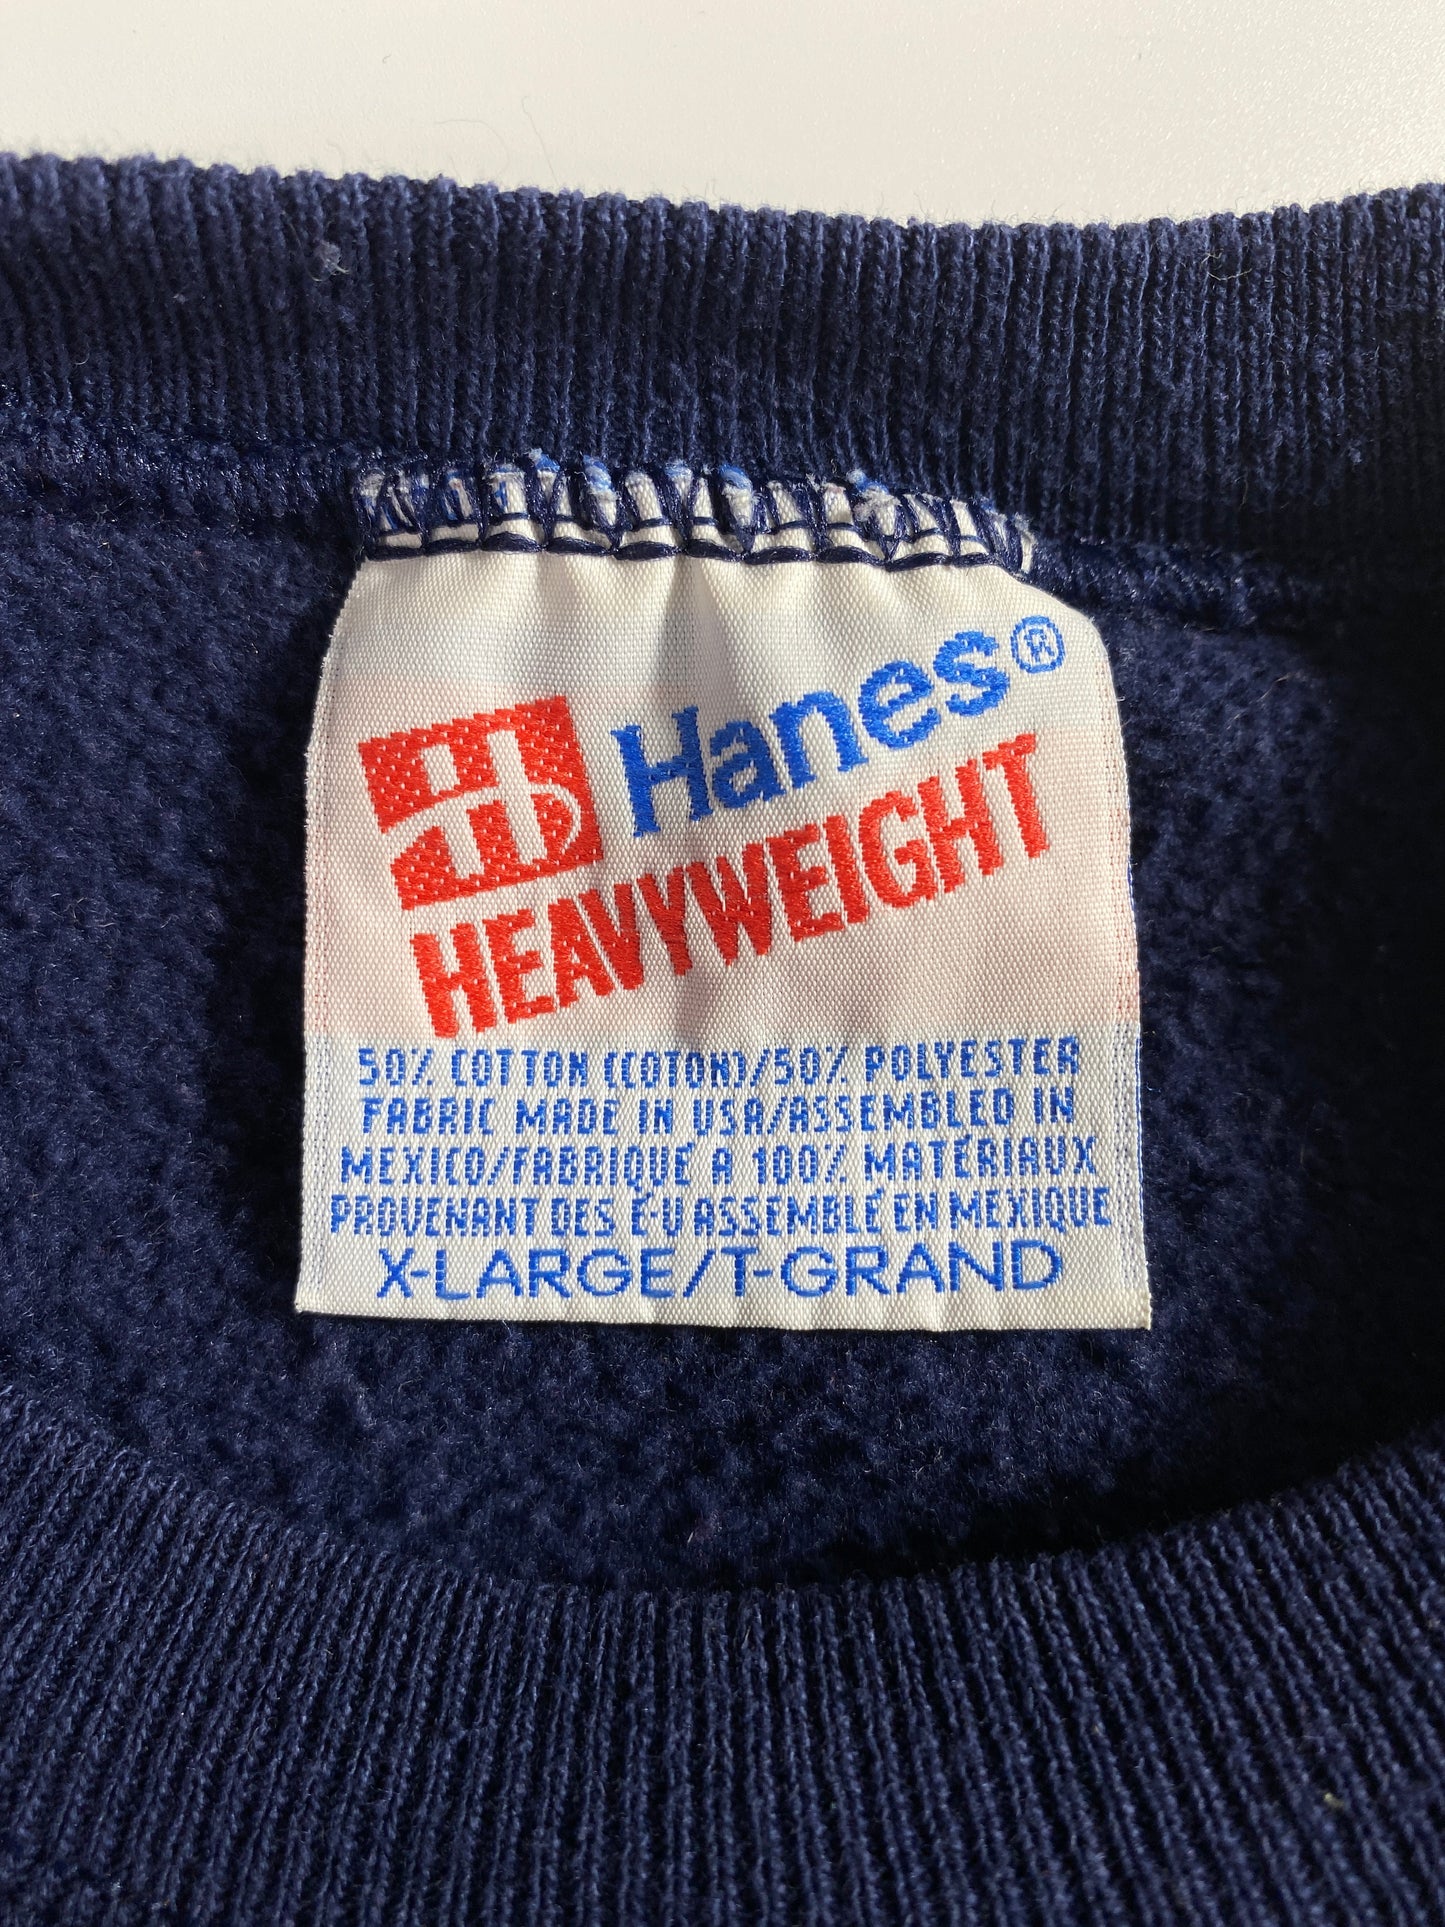 Hanes®
HEAVYWEIGHT
50% COTTON (COTON)/50% POLYESTER
FABRIC MADE IN USA/ASSEMBLED IN
MEXICO/FABRIQUÉ A 100% MATÉRIAUX
PROVENANT DES É-U ASSEMBLÉ EN MEXIQUE
X-LARGE/T-GRAND